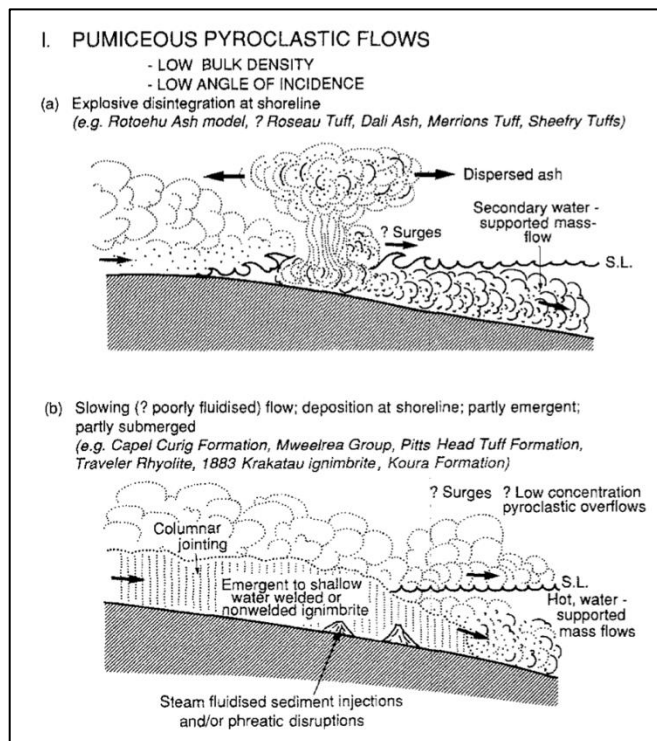 I. PUMICEOUS PYROCLASTIC FLOWS
- LOW BULK DENSITY
- LOW ANGLE OF INCIDENCE
(a) Explosive disintegration at shoreline
(e.g. Rotoehu Ash model, ? Roseau Tuff, Dali Ash, Merrions Tuff, Sheefry Tuffs)
Dispersed ash
? Surges
Secondary water -
supported mass-
flow
S.L.
(b) Slowing (? poorly fluidised) flow; deposition at shoreline; partly emergent;
partly submerged
(e.g. Capel Curig Formation, Mweelrea Group, Pitts Head Tuff Formation,
Traveler Rhyolite, 1883 Krakatau ignimbrite, Koura Formation)
? Surges
? Low concentration
pyroclastic overflows
Columnar
jointing
Emergent to shallow
water welded or
nonwelded ignimbrite
S.L.
Hot, water -
supported
mass flows
Steam fluidised sediment injections
and/or phreatic disruptions